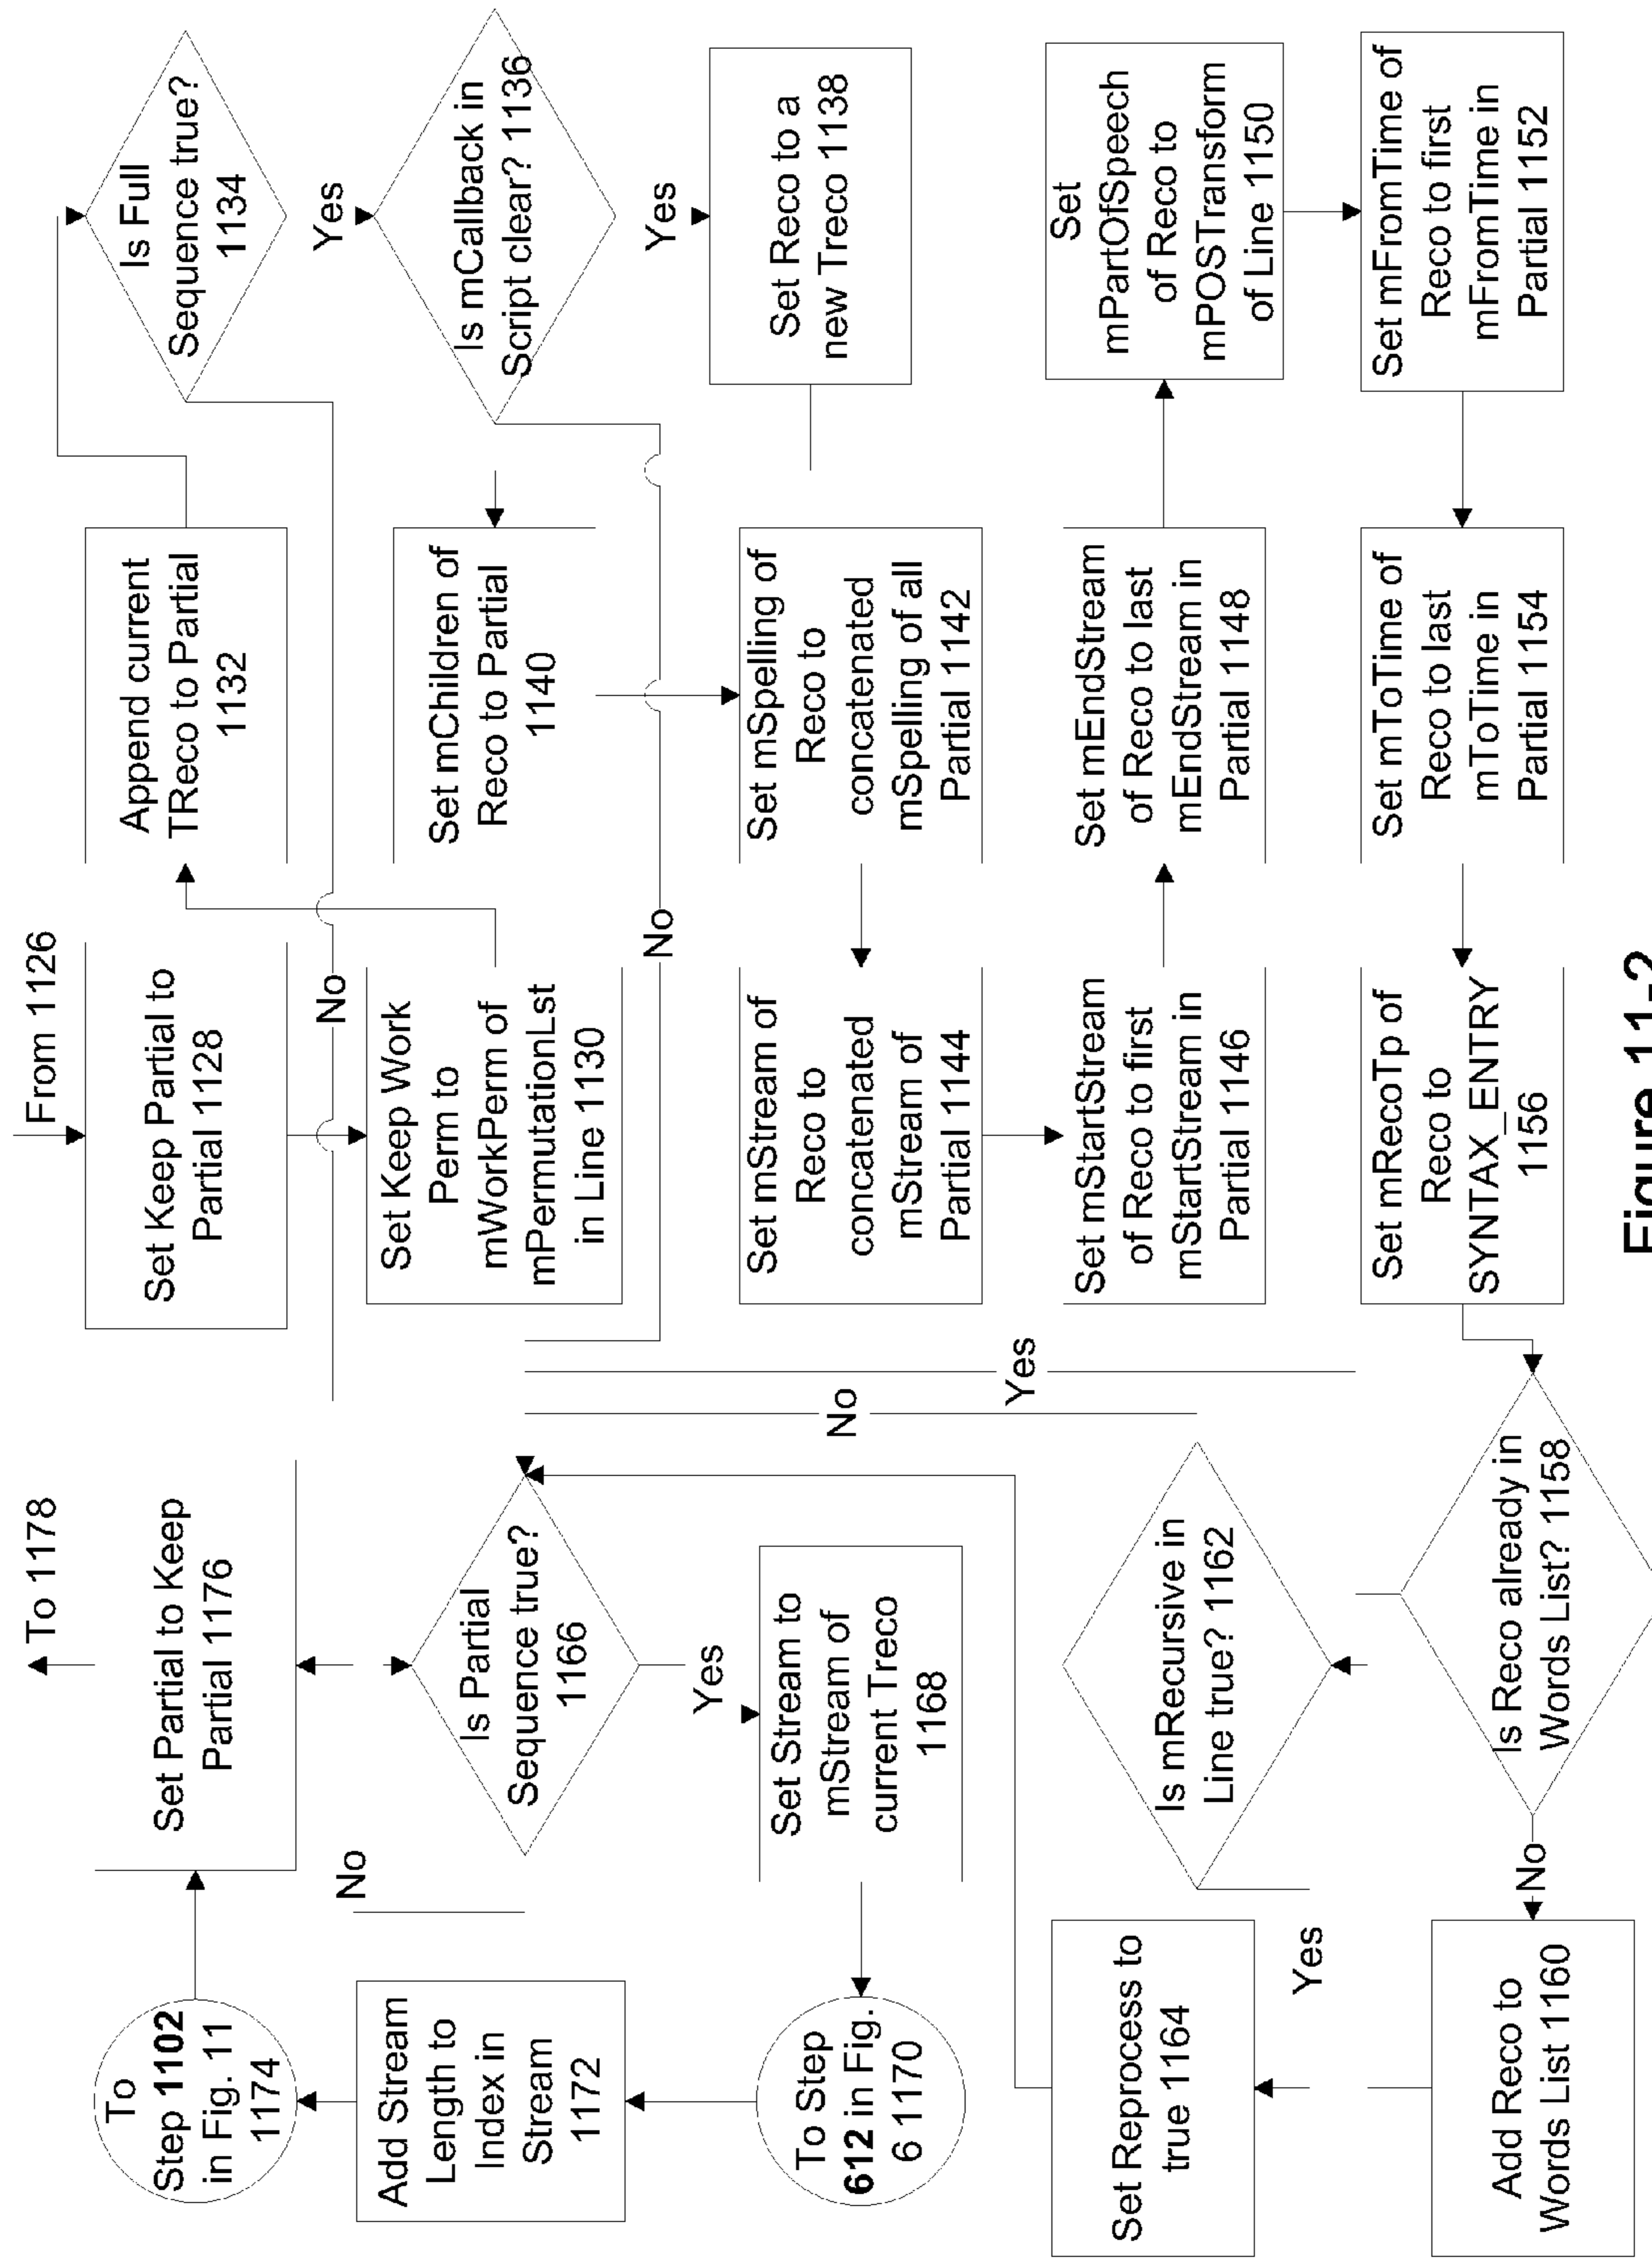 From 1126
Set Keep Partial to
Partial 1128
Set Keep Work
Perm to
mWorkPerm of
mPermutationLst
in Line 1130
Append current
TReco to Partial
1132
Is Full
Sequence true?
1134
No
Yes
Is mCallback in
Script clear? 1136
No
Yes
Set Reco to a
new Treco 1138
Set mChildren of
Reco to Partial
1140
Set mSpelling of
Reco to
concatenated
mSpelling of all
Partial 1142
Set mStream of
Reco to
concatenated
mStream of
Partial 1144
Set mStartStream
of Reco to first
mStartStream in
Partial 1146
Set mEndStream
of Reco to last
mEndStream in
Partial 1148
Set
mPartOfSpeech
of Reco to
mPOSTransform
of Line 1150
Set mFromTime of
Reco to first
mFromTime in
Partial 1152
Set mToTime of
Reco to last
mToTime in
Partial 1154
Set mRecoTp of
Reco to
SYNTAX_ENTRY
1156
Is Reco already in
Words List? 1158
Yes
No
Add Reco to
Words List 1160
Is mRecursive in
Line true? 1162
No
Yes
Set Reprocess to
true 1164
Is Partial
Sequence true?
1166
No
Yes
Set Stream to
mStream of
current Treco
1168
To Step
612 in Fig.
6 1170
Add Stream
Length to
Index in
Stream
1172
To
Step 1102
in Fig. 11
1174
Set Partial to Keep
Partial 1176
To 1178
Figure 11-2